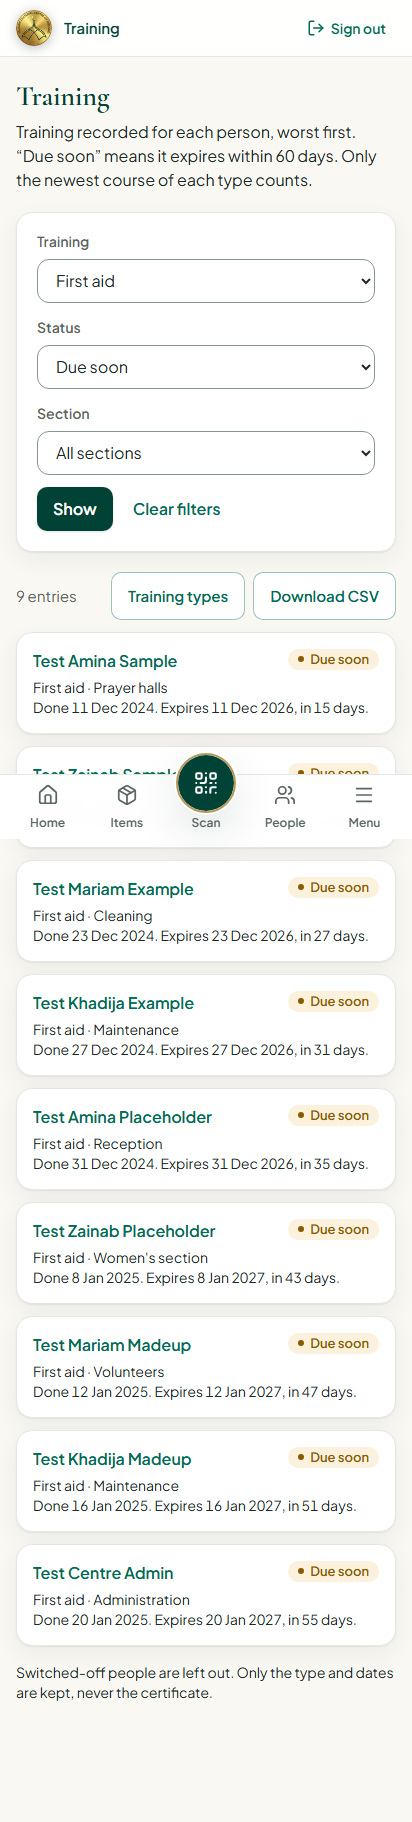 Training
Sign out
Training
Training recorded for each person, worst first.
“Due soon” means it expires within 60 days. Only
the newest course of each type counts.
Training
First aid
Status
Due soon
Section
All sections
Show
Clear filters
9 entries
Training types
Download CSV
Test Amina Sample
Due soon
First aid · Prayer halls
Done 11 Dec 2024. Expires 11 Dec 2026, in 15 days.
Test Zainab Sample
Due soon
Home
Items
Scan
People
Menu
Test Mariam Example
Due soon
First aid · Cleaning
Done 23 Dec 2024. Expires 23 Dec 2026, in 27 days.
Test Khadija Example
Due soon
First aid · Maintenance
Done 27 Dec 2024. Expires 27 Dec 2026, in 31 days.
Test Amina Placeholder
Due soon
First aid · Reception
Done 31 Dec 2024. Expires 31 Dec 2026, in 35 days.
Test Zainab Placeholder
Due soon
First aid · Women's section
Done 8 Jan 2025. Expires 8 Jan 2027, in 43 days.
Test Mariam Madeup
Due soon
First aid · Volunteers
Done 12 Jan 2025. Expires 12 Jan 2027, in 47 days.
Test Khadija Madeup
Due soon
First aid · Maintenance
Done 16 Jan 2025. Expires 16 Jan 2027, in 51 days.
Test Centre Admin
Due soon
First aid · Administration
Done 20 Jan 2025. Expires 20 Jan 2027, in 55 days.
Switched-off people are left out. Only the type and dates
are kept, never the certificate.